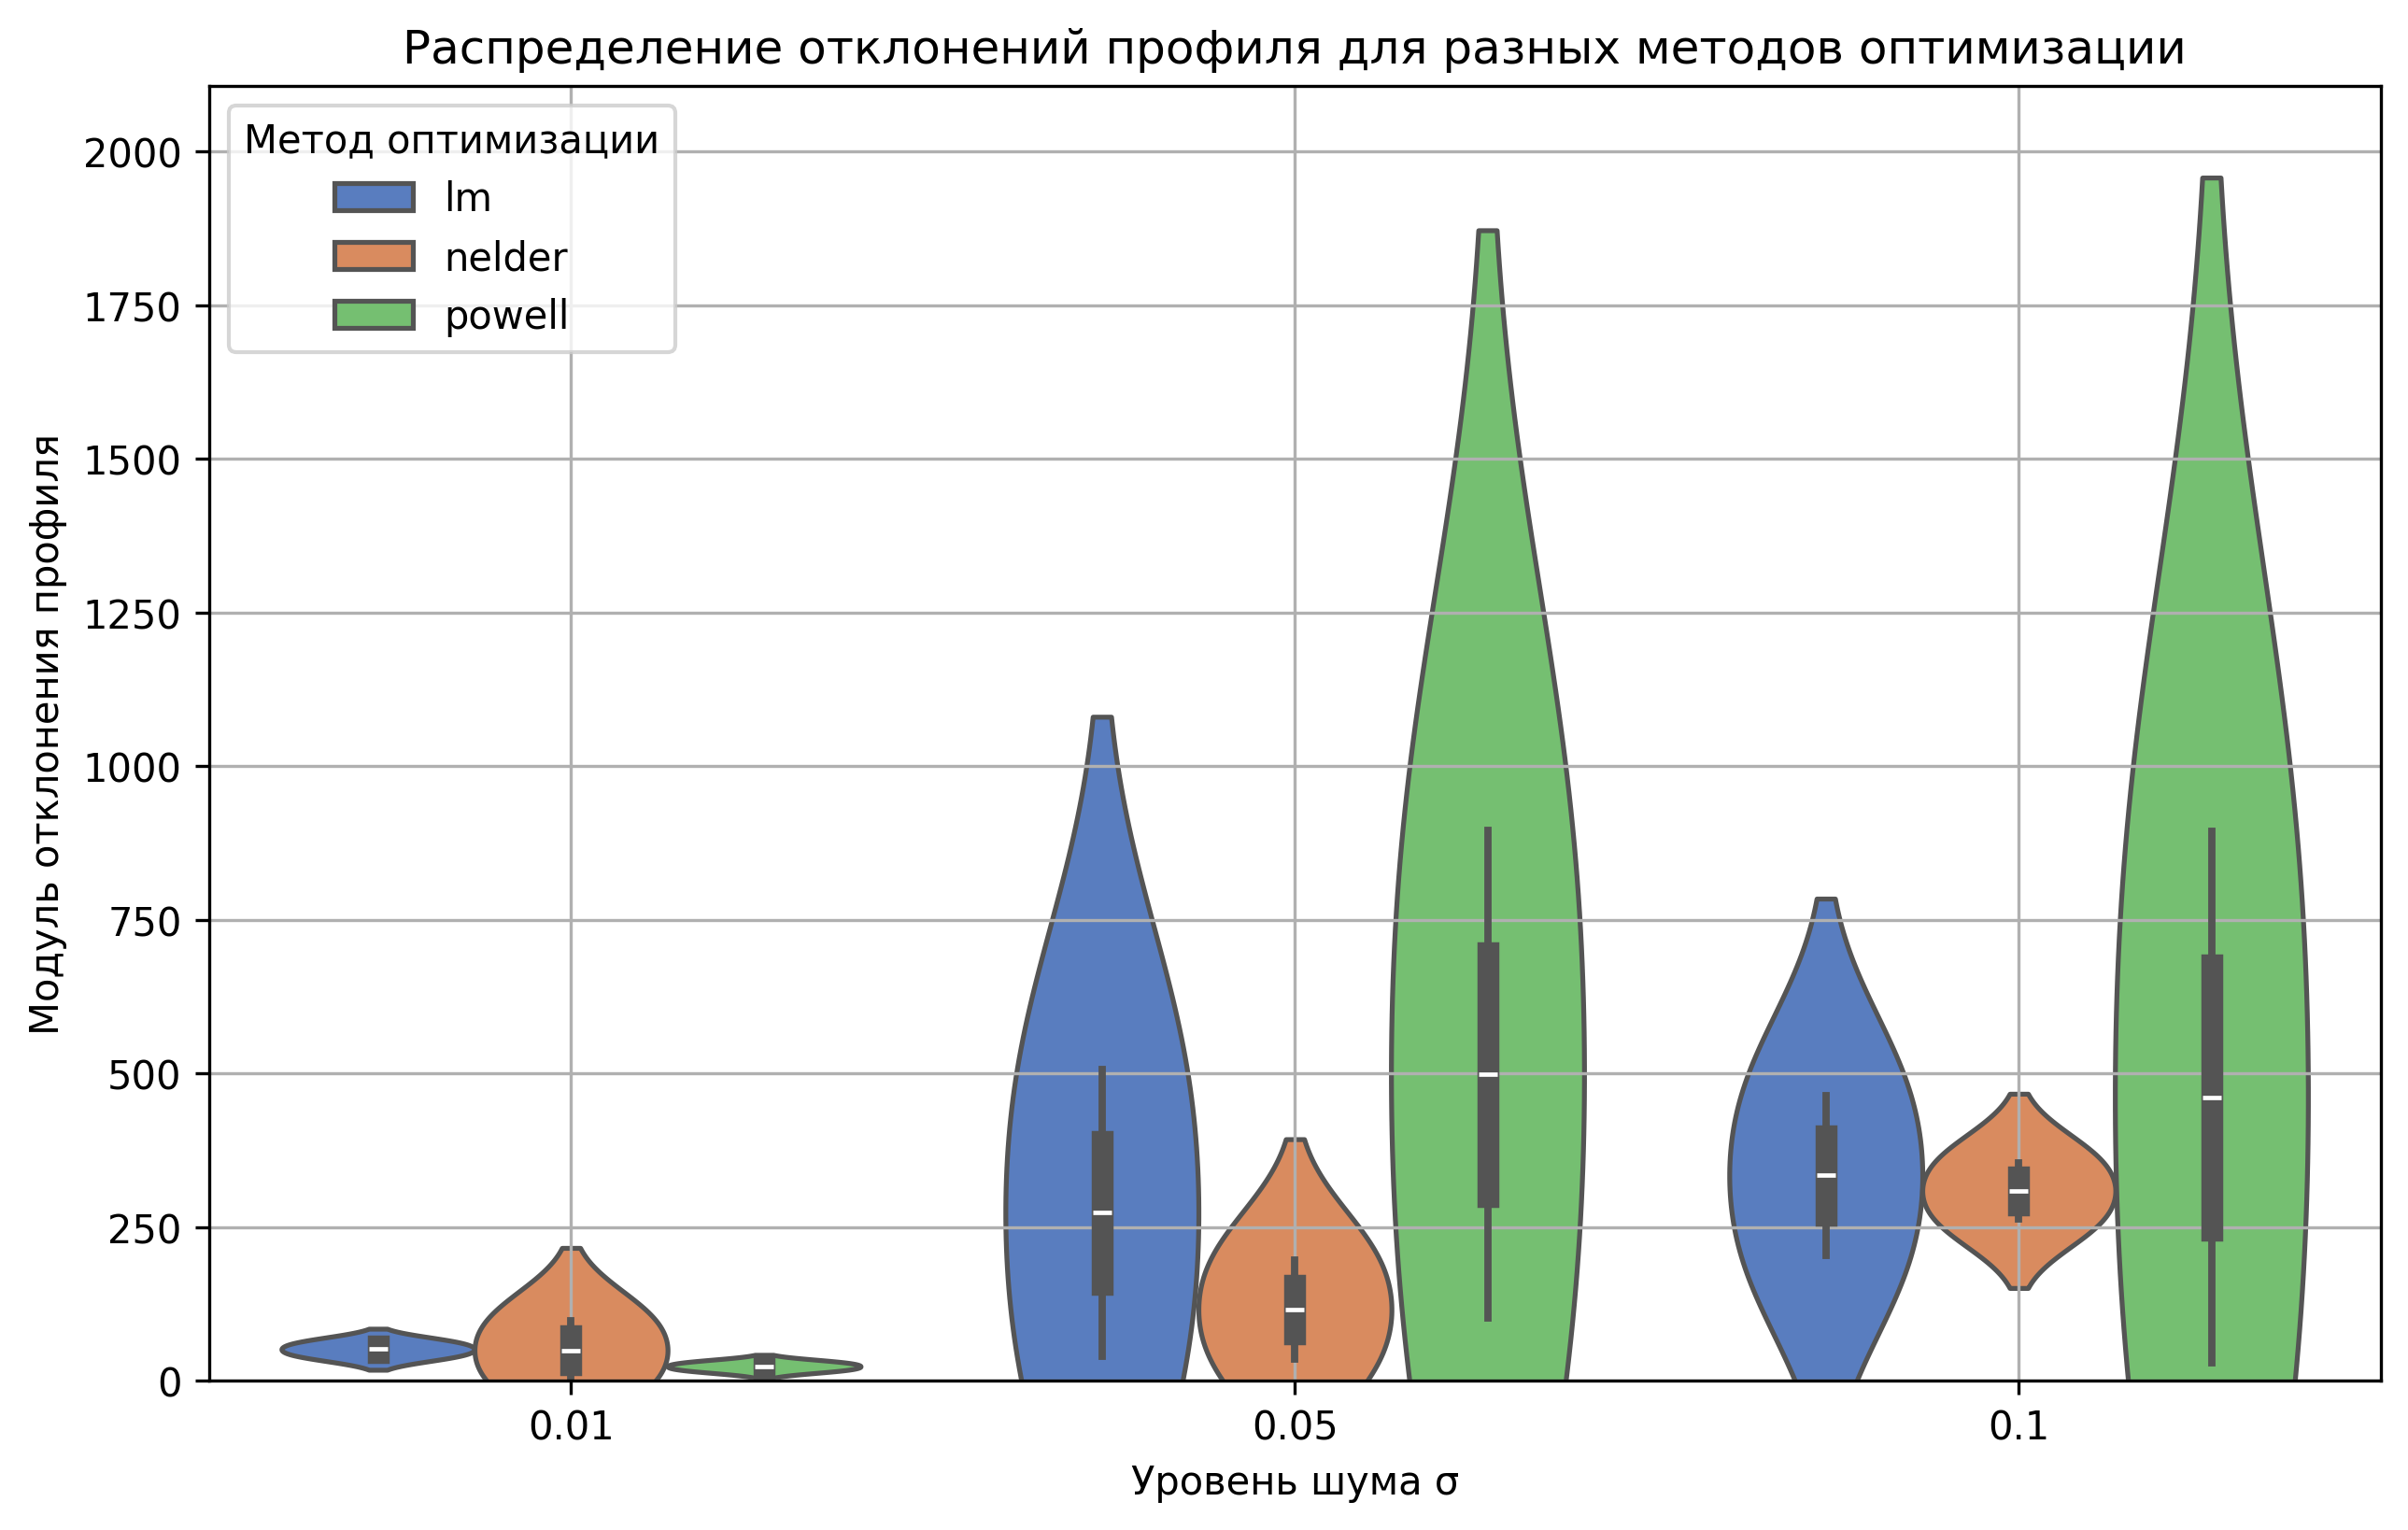 Распределение отклонений профиля для разных методов оптимизации
Метод оптимизации
lm
nelder
powell
Модуль отклонения профиля
2000
1750
1500
1250
1000
750
500
250
0
0.01
0.05
0.1
Уровень шума σ